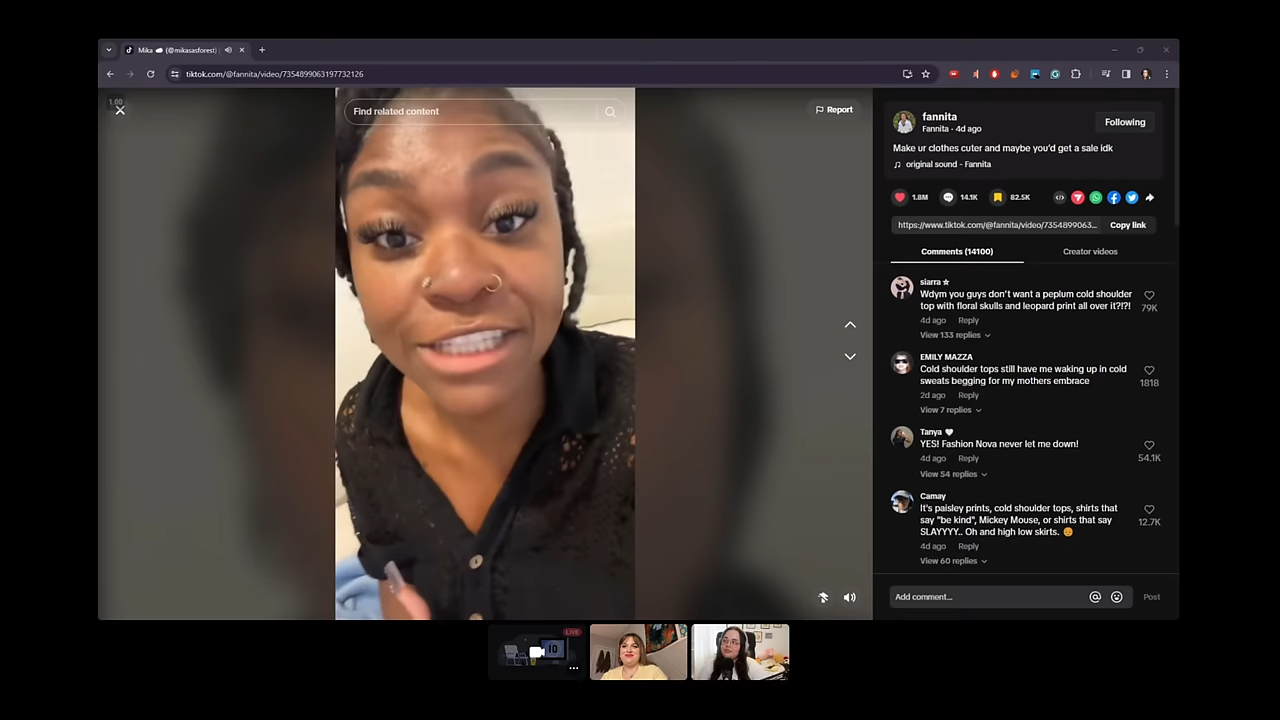 Mika ☁ (@mikasasforest) |
tiktok.com/@fannita/video/7354899063197732126
1.00
Find related content
Report
fannita
Fannita · 4d ago
Following
Make ur clothes cuter and maybe you'd get a sale idk
♫ original sound - Fannita
1.8M
14.1K
82.5K
https://www.tiktok.com/@fannita/video/7354899063...
Copy link
Comments (14100)
Creator videos
siarra ☆
Wdym you guys don't want a peplum cold shoulder
top with floral skulls and leopard print all over it?!?!
79K
4d ago Reply
View 133 replies
EMILY MAZZA
Cold shoulder tops still have me waking up in cold
sweats begging for my mothers embrace
1818
2d ago Reply
View 7 replies
Tanya 🤍
YES! Fashion Nova never let me down!
54.1K
4d ago Reply
View 54 replies
Camay
It's paisley prints, cold shoulder tops, shirts that
say "be kind", Mickey Mouse, or shirts that say
SLAYYYY.. Oh and high low skirts. 😀
12.7K
4d ago Reply
View 60 replies
Add comment...
Post
LIVE
10